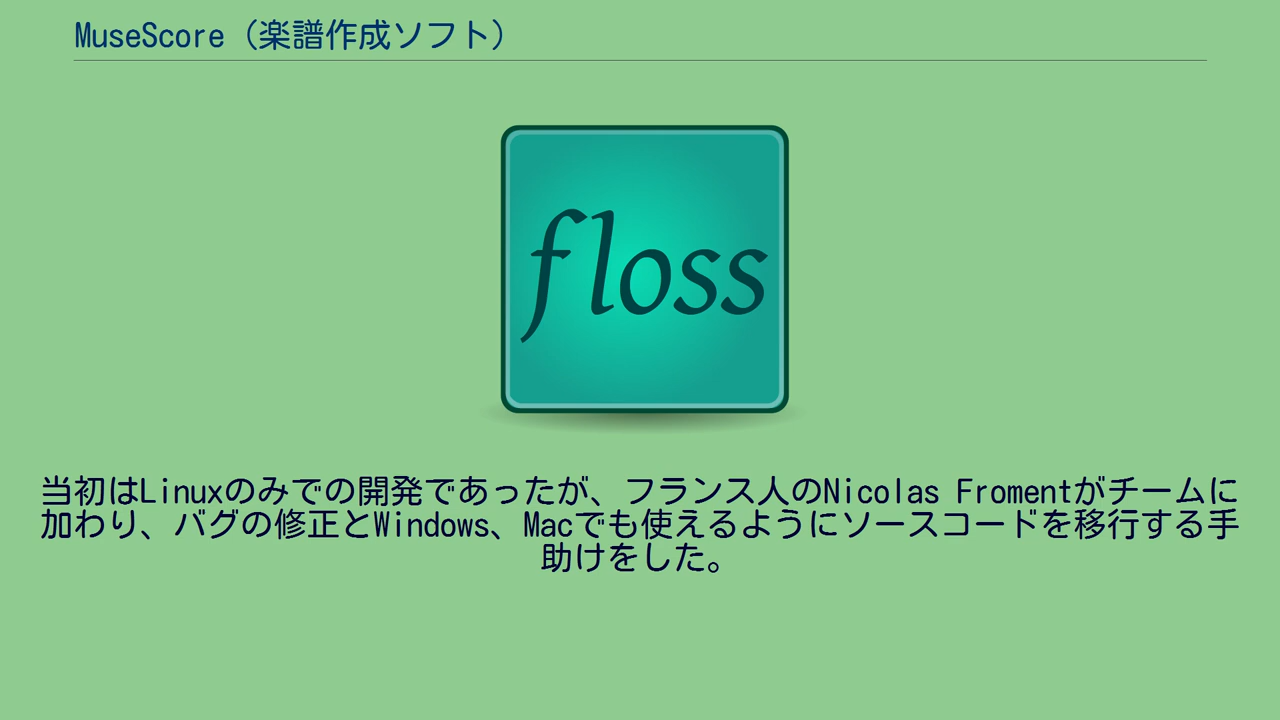 MuseScore（楽譜作成ソフト）
floss
当初はLinuxのみでの開発であったが、フランス人のNicolas Fromentがチームに
加わり、バグの修正とWindows、Macでも使えるようにソースコードを移行する手
助けをした。